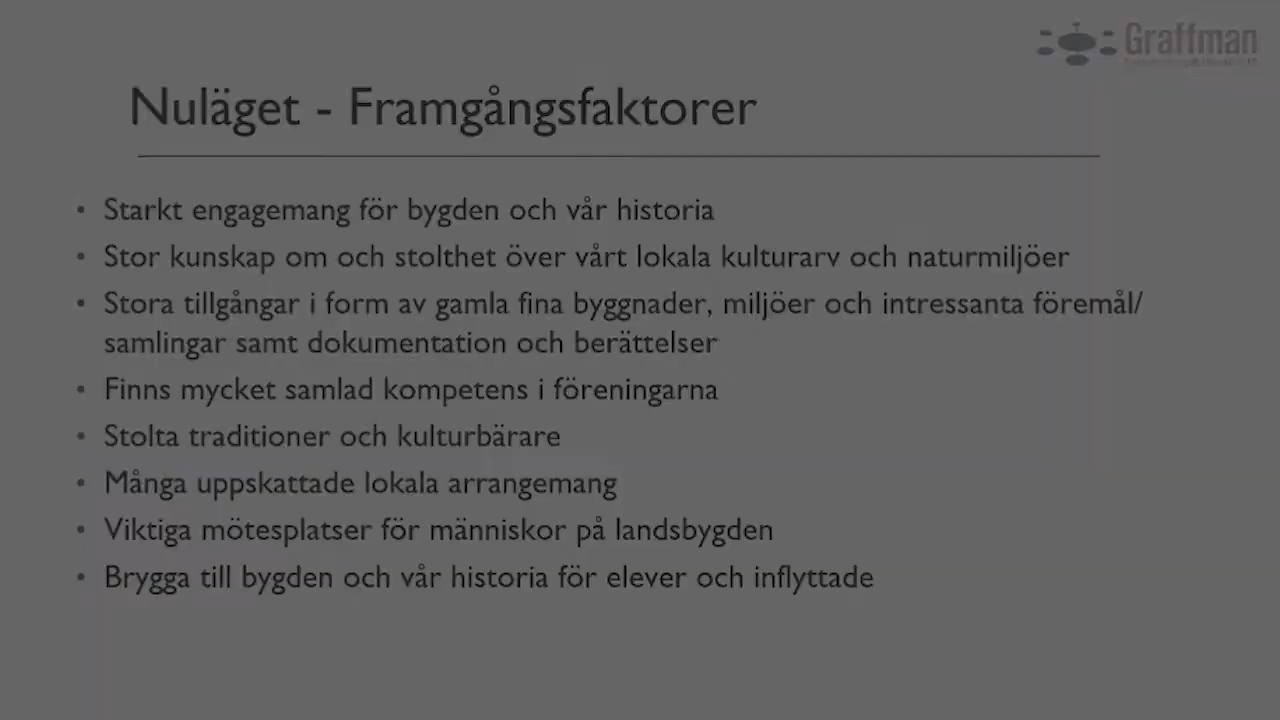 Graffman
Nuläget - Framgångsfaktorer
• Starkt engagemang för bygden och vår historia
• Stor kunskap om och stolthet över vårt lokala kulturarv och naturmiljöer
• Stora tillgångar i form av gamla fina byggnader, miljöer och intressanta föremål/
samlingar samt dokumentation och berättelser
• Finns mycket samlad kompetens i föreningarna
• Stolta traditioner och kulturbärare
• Många uppskattade lokala arrangemang
• Viktiga mötesplatser för människor på landsbygden
• Brygga till bygden och vår historia för elever och inflyttade